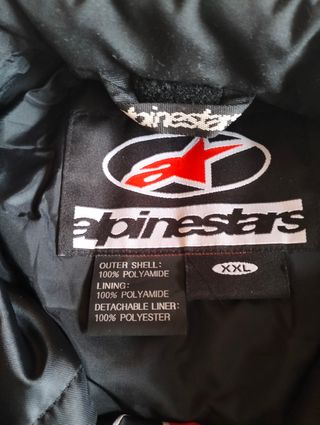 alpinestars
alpinestars
OUTER SHELL:
100% POLYAMIDE
LINING:
100% POLYAMIDE
DETACHABLE LINER:
100% POLYESTER
XXL